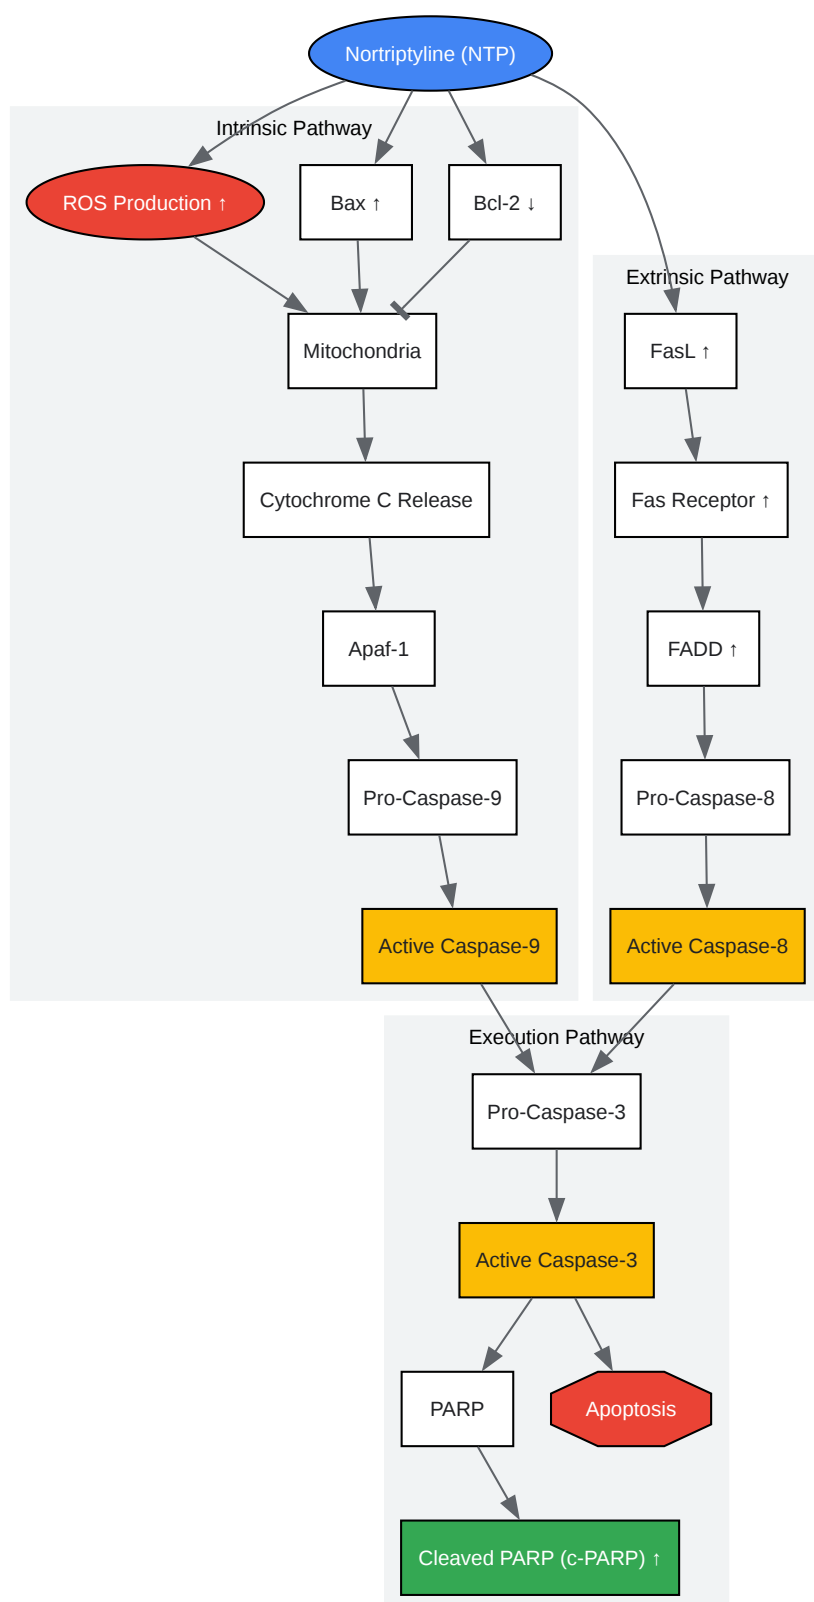 Nortriptyline (NTP)
Intrinsic Pathway
ROS Production ↑
Bax ↑
Bcl-2 ↓
Extrinsic Pathway
Mitochondria
FasL ↑
Cytochrome C Release
Fas Receptor ↑
Apaf-1
FADD ↑
Pro-Caspase-9
Pro-Caspase-8
Active Caspase-9
Active Caspase-8
Execution Pathway
Pro-Caspase-3
Active Caspase-3
PARP
Apoptosis
Cleaved PARP (c-PARP) ↑